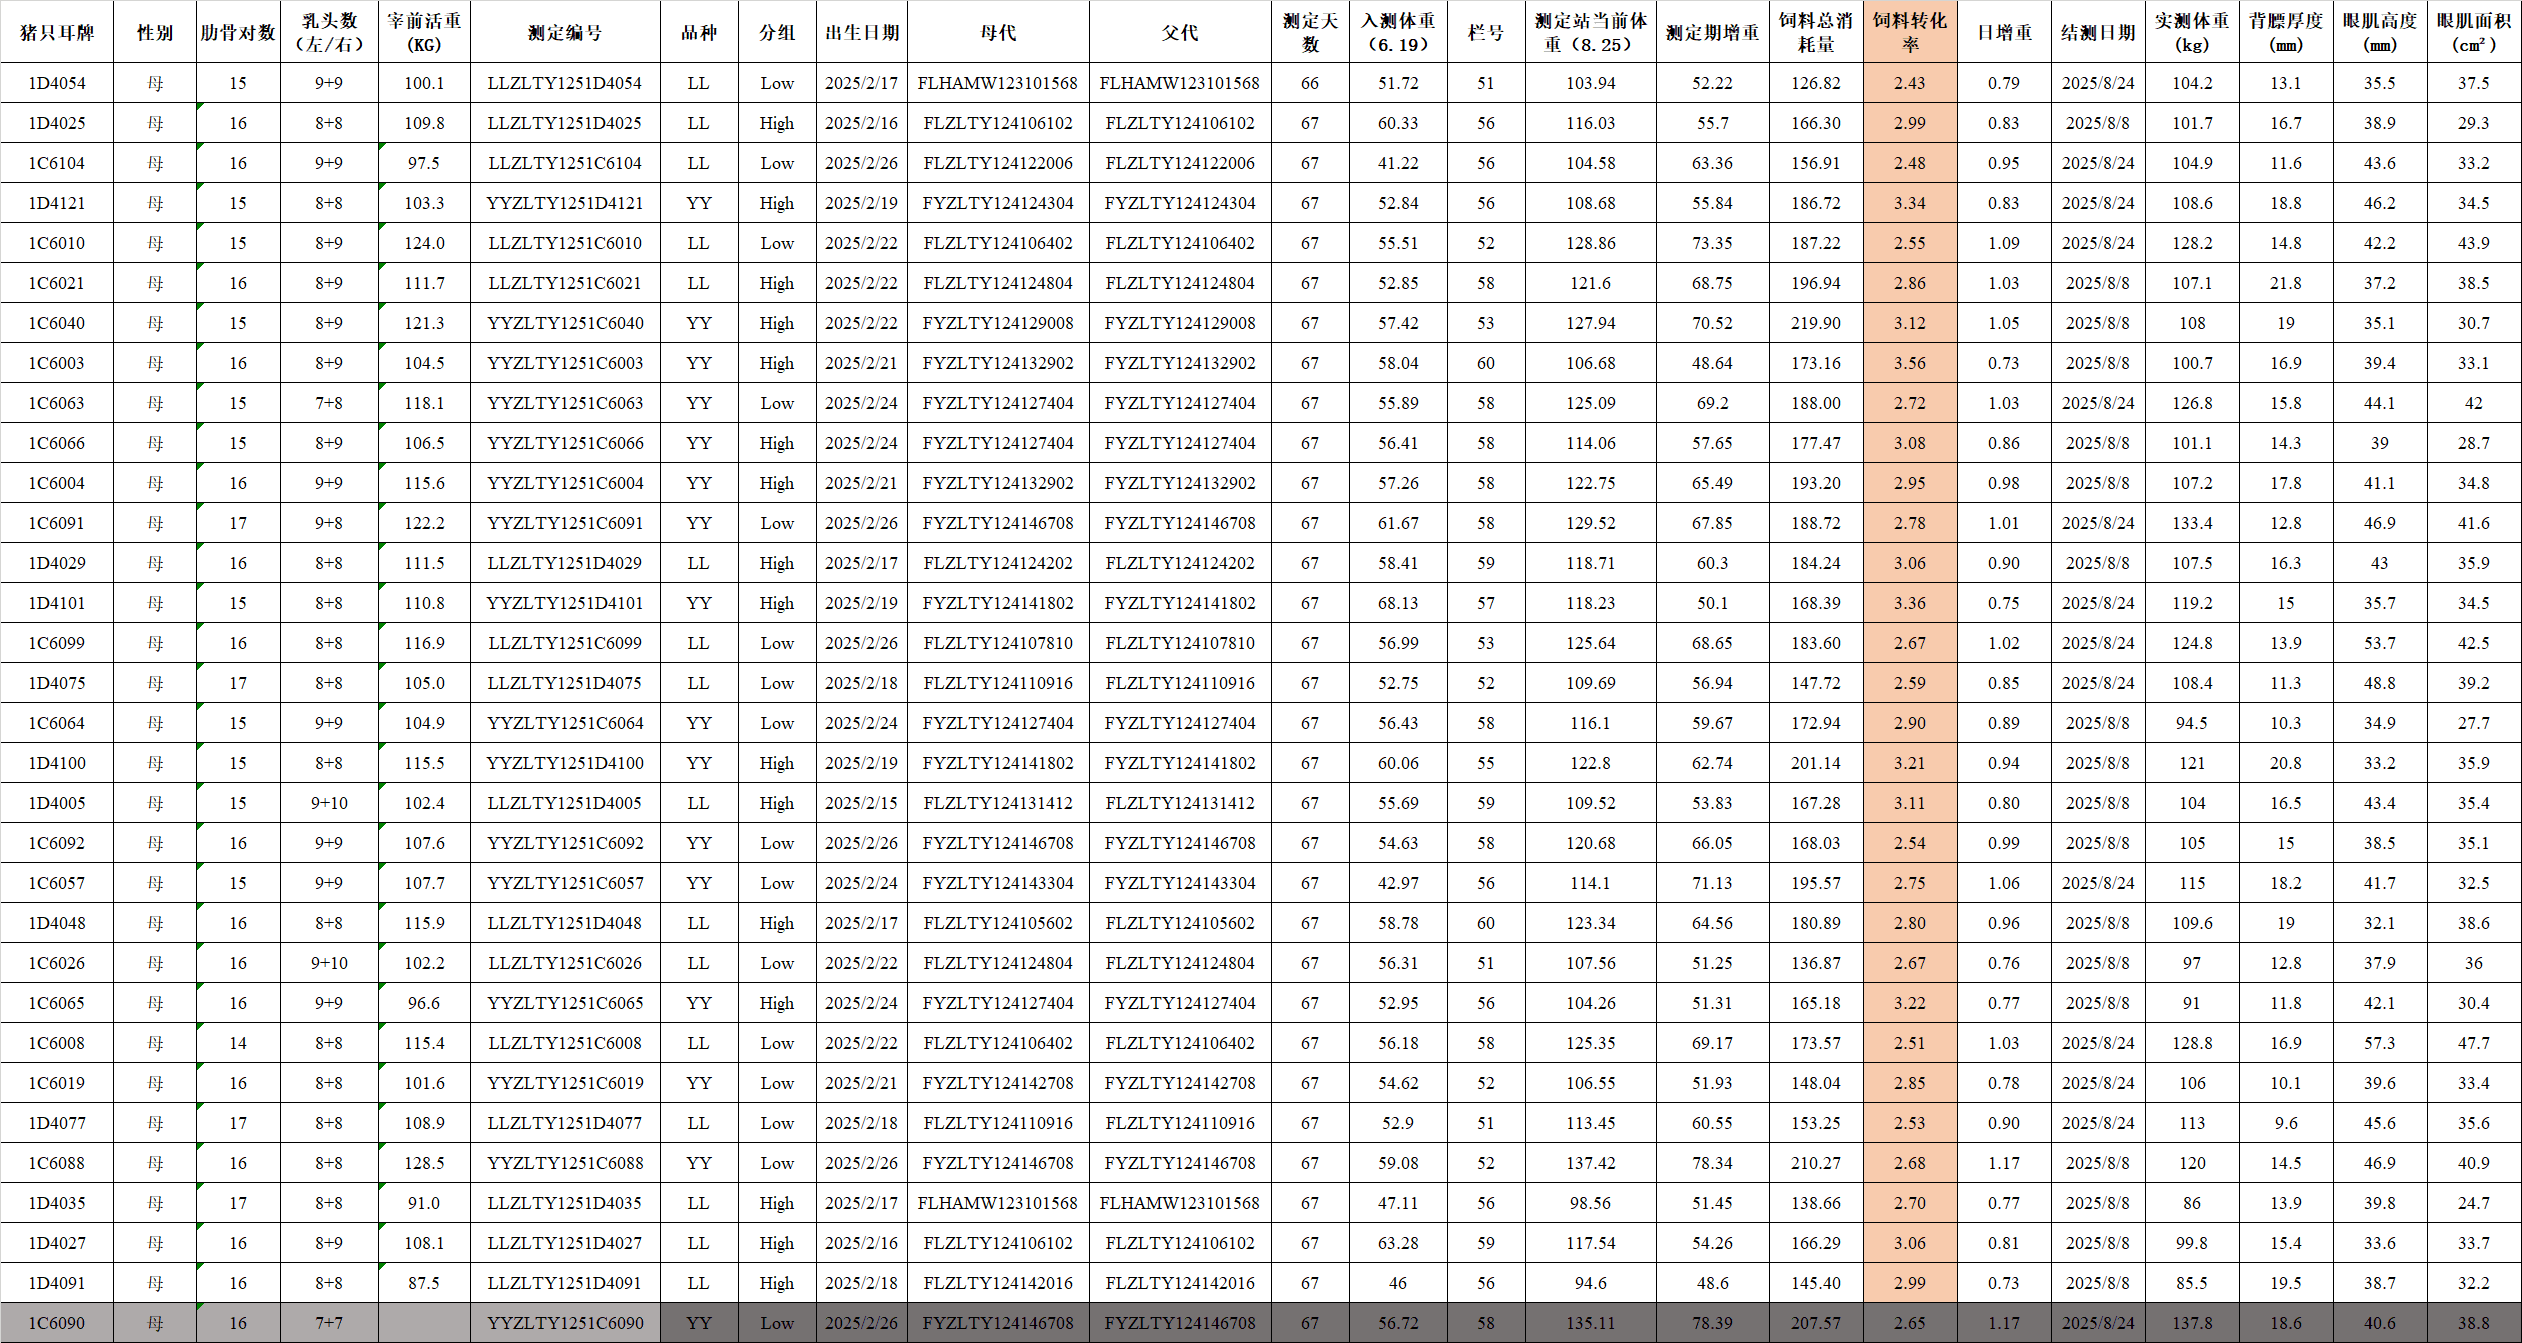 猪只耳牌 性别 肋骨对数 乳头数（左/右） 宰前活重(KG) 测定编号 品种 分组 出生日期 母代 父代 测定天数 入测体重（6.19） 栏号 测定站当前体重（8.25） 测定期增重 饲料总消耗量 饲料转化率 日增重 结测日期 实测体重(kg) 背膘厚度(mm) 眼肌高度(mm) 眼肌面积(cm²)
1D4054 母 15 9+9 100.1 LLZLTY1251D4054 LL Low 2025/2/17 FLHAMW123101568 FLHAMW123101568 66 51.72 51 103.94 52.22 126.82 2.43 0.79 2025/8/24 104.2 13.1 35.5 37.5
1D4025 母 16 8+8 109.8 LLZLTY1251D4025 LL High 2025/2/16 FLZLTY124106102 FLZLTY124106102 67 60.33 56 116.03 55.7 166.30 2.99 0.83 2025/8/8 101.7 16.7 38.9 29.3
1C6104 母 16 9+9 97.5 LLZLTY1251C6104 LL Low 2025/2/26 FLZLTY124122006 FLZLTY124122006 67 41.22 56 104.58 63.36 156.91 2.48 0.95 2025/8/24 104.9 11.6 43.6 33.2
1D4121 母 15 8+8 103.3 YYZLTY1251D4121 YY High 2025/2/19 FYZLTY124124304 FYZLTY124124304 67 52.84 56 108.68 55.84 186.72 3.34 0.83 2025/8/24 108.6 18.8 46.2 34.5
1C6010 母 15 8+9 124.0 LLZLTY1251C6010 LL Low 2025/2/22 FLZLTY124106402 FLZLTY124106402 67 55.51 52 128.86 73.35 187.22 2.55 1.09 2025/8/24 128.2 14.8 42.2 43.9
1C6021 母 16 8+9 111.7 LLZLTY1251C6021 LL High 2025/2/22 FLZLTY124124804 FLZLTY124124804 67 52.85 58 121.6 68.75 196.94 2.86 1.03 2025/8/8 107.1 21.8 37.2 38.5
1C6040 母 15 8+9 121.3 YYZLTY1251C6040 YY High 2025/2/22 FYZLTY124129008 FYZLTY124129008 67 57.42 53 127.94 70.52 219.90 3.12 1.05 2025/8/8 108 19 35.1 30.7
1C6003 母 16 8+9 104.5 YYZLTY1251C6003 YY High 2025/2/21 FYZLTY124132902 FYZLTY124132902 67 58.04 60 106.68 48.64 173.16 3.56 0.73 2025/8/8 100.7 16.9 39.4 33.1
1C6063 母 15 7+8 118.1 YYZLTY1251C6063 YY Low 2025/2/24 FYZLTY124127404 FYZLTY124127404 67 55.89 58 125.09 69.2 188.00 2.72 1.03 2025/8/24 126.8 15.8 44.1 42
1C6066 母 15 8+9 106.5 YYZLTY1251C6066 YY High 2025/2/24 FYZLTY124127404 FYZLTY124127404 67 56.41 58 114.06 57.65 177.47 3.08 0.86 2025/8/8 101.1 14.3 39 28.7
1C6004 母 16 9+9 115.6 YYZLTY1251C6004 YY High 2025/2/21 FYZLTY124132902 FYZLTY124132902 67 57.26 58 122.75 65.49 193.20 2.95 0.98 2025/8/8 107.2 17.8 41.1 34.8
1C6091 母 17 9+8 122.2 YYZLTY1251C6091 YY Low 2025/2/26 FYZLTY124146708 FYZLTY124146708 67 61.67 58 129.52 67.85 188.72 2.78 1.01 2025/8/24 133.4 12.8 46.9 41.6
1D4029 母 16 8+8 111.5 LLZLTY1251D4029 LL High 2025/2/17 FLZLTY124124202 FLZLTY124124202 67 58.41 59 118.71 60.3 184.24 3.06 0.90 2025/8/8 107.5 16.3 43 35.9
1D4101 母 15 8+8 110.8 YYZLTY1251D4101 YY High 2025/2/19 FYZLTY124141802 FYZLTY124141802 67 68.13 57 118.23 50.1 168.39 3.36 0.75 2025/8/24 119.2 15 35.7 34.5
1C6099 母 16 8+8 116.9 LLZLTY1251C6099 LL Low 2025/2/26 FLZLTY124107810 FLZLTY124107810 67 56.99 53 125.64 68.65 183.60 2.67 1.02 2025/8/24 124.8 13.9 53.7 42.5
1D4075 母 17 8+8 105.0 LLZLTY1251D4075 LL Low 2025/2/18 FLZLTY124110916 FLZLTY124110916 67 52.75 52 109.69 56.94 147.72 2.59 0.85 2025/8/24 108.4 11.3 48.8 39.2
1C6064 母 15 9+9 104.9 YYZLTY1251C6064 YY Low 2025/2/24 FYZLTY124127404 FYZLTY124127404 67 56.43 58 116.1 59.67 172.94 2.90 0.89 2025/8/8 94.5 10.3 34.9 27.7
1D4100 母 15 8+8 115.5 YYZLTY1251D4100 YY High 2025/2/19 FYZLTY124141802 FYZLTY124141802 67 60.06 55 122.8 62.74 201.14 3.21 0.94 2025/8/8 121 20.8 33.2 35.9
1D4005 母 15 9+10 102.4 LLZLTY1251D4005 LL High 2025/2/15 FLZLTY124131412 FLZLTY124131412 67 55.69 59 109.52 53.83 167.28 3.11 0.80 2025/8/8 104 16.5 43.4 35.4
1C6092 母 16 9+9 107.6 YYZLTY1251C6092 YY Low 2025/2/26 FYZLTY124146708 FYZLTY124146708 67 54.63 58 120.68 66.05 168.03 2.54 0.99 2025/8/8 105 15 38.5 35.1
1C6057 母 15 9+9 107.7 YYZLTY1251C6057 YY Low 2025/2/24 FYZLTY124143304 FYZLTY124143304 67 42.97 56 114.1 71.13 195.57 2.75 1.06 2025/8/24 115 18.2 41.7 32.5
1D4048 母 16 8+8 115.9 LLZLTY1251D4048 LL High 2025/2/17 FLZLTY124105602 FLZLTY124105602 67 58.78 60 123.34 64.56 180.89 2.80 0.96 2025/8/8 109.6 19 32.1 38.6
1C6026 母 16 9+10 102.2 LLZLTY1251C6026 LL Low 2025/2/22 FLZLTY124124804 FLZLTY124124804 67 56.31 51 107.56 51.25 136.87 2.67 0.76 2025/8/8 97 12.8 37.9 36
1C6065 母 16 9+9 96.6 YYZLTY1251C6065 YY High 2025/2/24 FYZLTY124127404 FYZLTY124127404 67 52.95 56 104.26 51.31 165.18 3.22 0.77 2025/8/8 91 11.8 42.1 30.4
1C6008 母 14 8+8 115.4 LLZLTY1251C6008 LL Low 2025/2/22 FLZLTY124106402 FLZLTY124106402 67 56.18 58 125.35 69.17 173.57 2.51 1.03 2025/8/24 128.8 16.9 57.3 47.7
1C6019 母 16 8+8 101.6 YYZLTY1251C6019 YY Low 2025/2/21 FYZLTY124142708 FYZLTY124142708 67 54.62 52 106.55 51.93 148.04 2.85 0.78 2025/8/24 106 10.1 39.6 33.4
1D4077 母 17 8+8 108.9 LLZLTY1251D4077 LL Low 2025/2/18 FLZLTY124110916 FLZLTY124110916 67 52.9 51 113.45 60.55 153.25 2.53 0.90 2025/8/24 113 9.6 45.6 35.6
1C6088 母 16 8+8 128.5 YYZLTY1251C6088 YY Low 2025/2/26 FYZLTY124146708 FYZLTY124146708 67 59.08 52 137.42 78.34 210.27 2.68 1.17 2025/8/8 120 14.5 46.9 40.9
1D4035 母 17 8+8 91.0 LLZLTY1251D4035 LL High 2025/2/17 FLHAMW123101568 FLHAMW123101568 67 47.11 56 98.56 51.45 138.66 2.70 0.77 2025/8/8 86 13.9 39.8 24.7
1D4027 母 16 8+9 108.1 LLZLTY1251D4027 LL High 2025/2/16 FLZLTY124106102 FLZLTY124106102 67 63.28 59 117.54 54.26 166.29 3.06 0.81 2025/8/8 99.8 15.4 33.6 33.7
1D4091 母 16 8+8 87.5 LLZLTY1251D4091 LL High 2025/2/18 FLZLTY124142016 FLZLTY124142016 67 46 56 94.6 48.6 145.40 2.99 0.73 2025/8/8 85.5 19.5 38.7 32.2
1C6090 母 16 7+7 YYZLTY1251C6090 YY Low 2025/2/26 FYZLTY124146708 FYZLTY124146708 67 56.72 58 135.11 78.39 207.57 2.65 1.17 2025/8/24 137.8 18.6 40.6 38.8